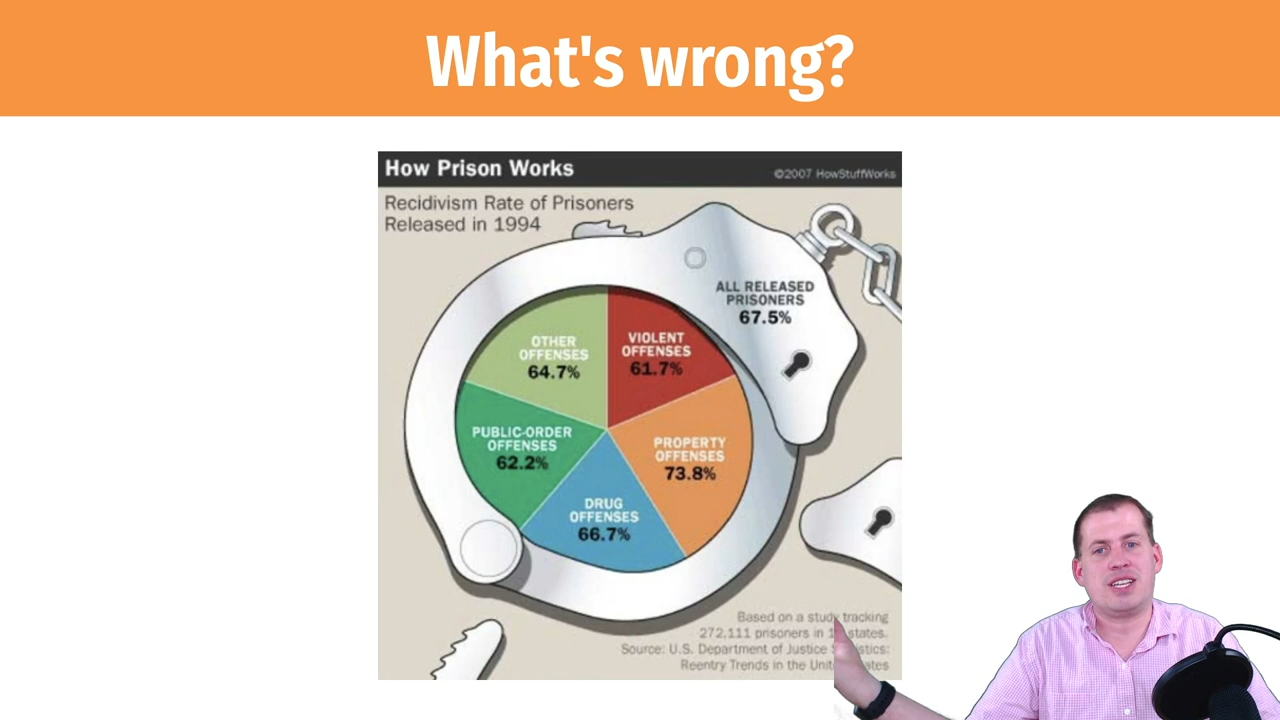 What's wrong?
How Prison Works
©2007 HowStuffWorks
Recidivism Rate of Prisoners
Released in 1994
ALL RELEASED
PRISONERS
67.5%
OTHER
OFFENSES
64.7%
VIOLENT
OFFENSES
61.7%
PUBLIC-ORDER
OFFENSES
62.2%
PROPERTY
OFFENSES
73.8%
DRUG
OFFENSES
66.7%
Based on a study tracking
272,111 prisoners in states.
Source: U.S. Department of Justice
Reentry Trends in the